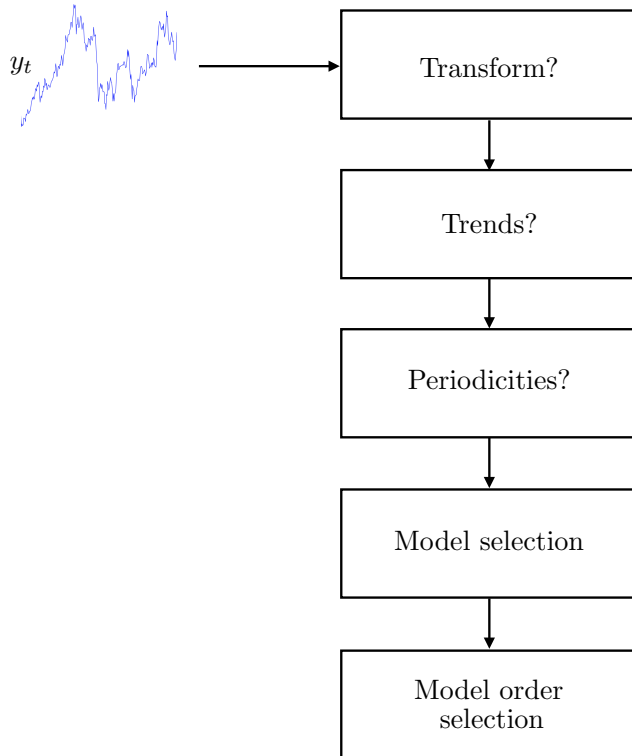 y_t
Transform?
Trends?
Periodicities?
Model selection
Model order
selection